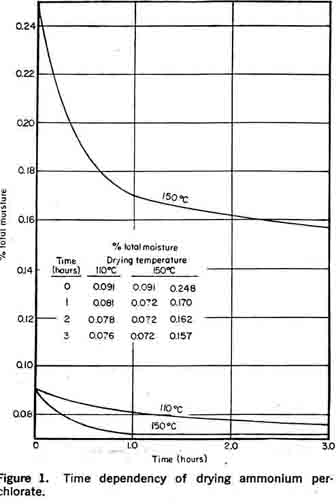 0.24
0.22
0.20
0.18
150°C
0.16
% total moisture
% total moisture
Time Drying temperature
(hours) 110°C 150°C
0.14
0 0.091 0.091 0.248
1 0.081 0.072 0.170
0.12
2 0.078 0.072 0.162
3 0.076 0.072 0.157
0.10
110°C
0.08
150°C
0 1.0 2.0 3.0
Time (hours)
Figure 1. Time dependency of drying ammonium per-
chlorate.